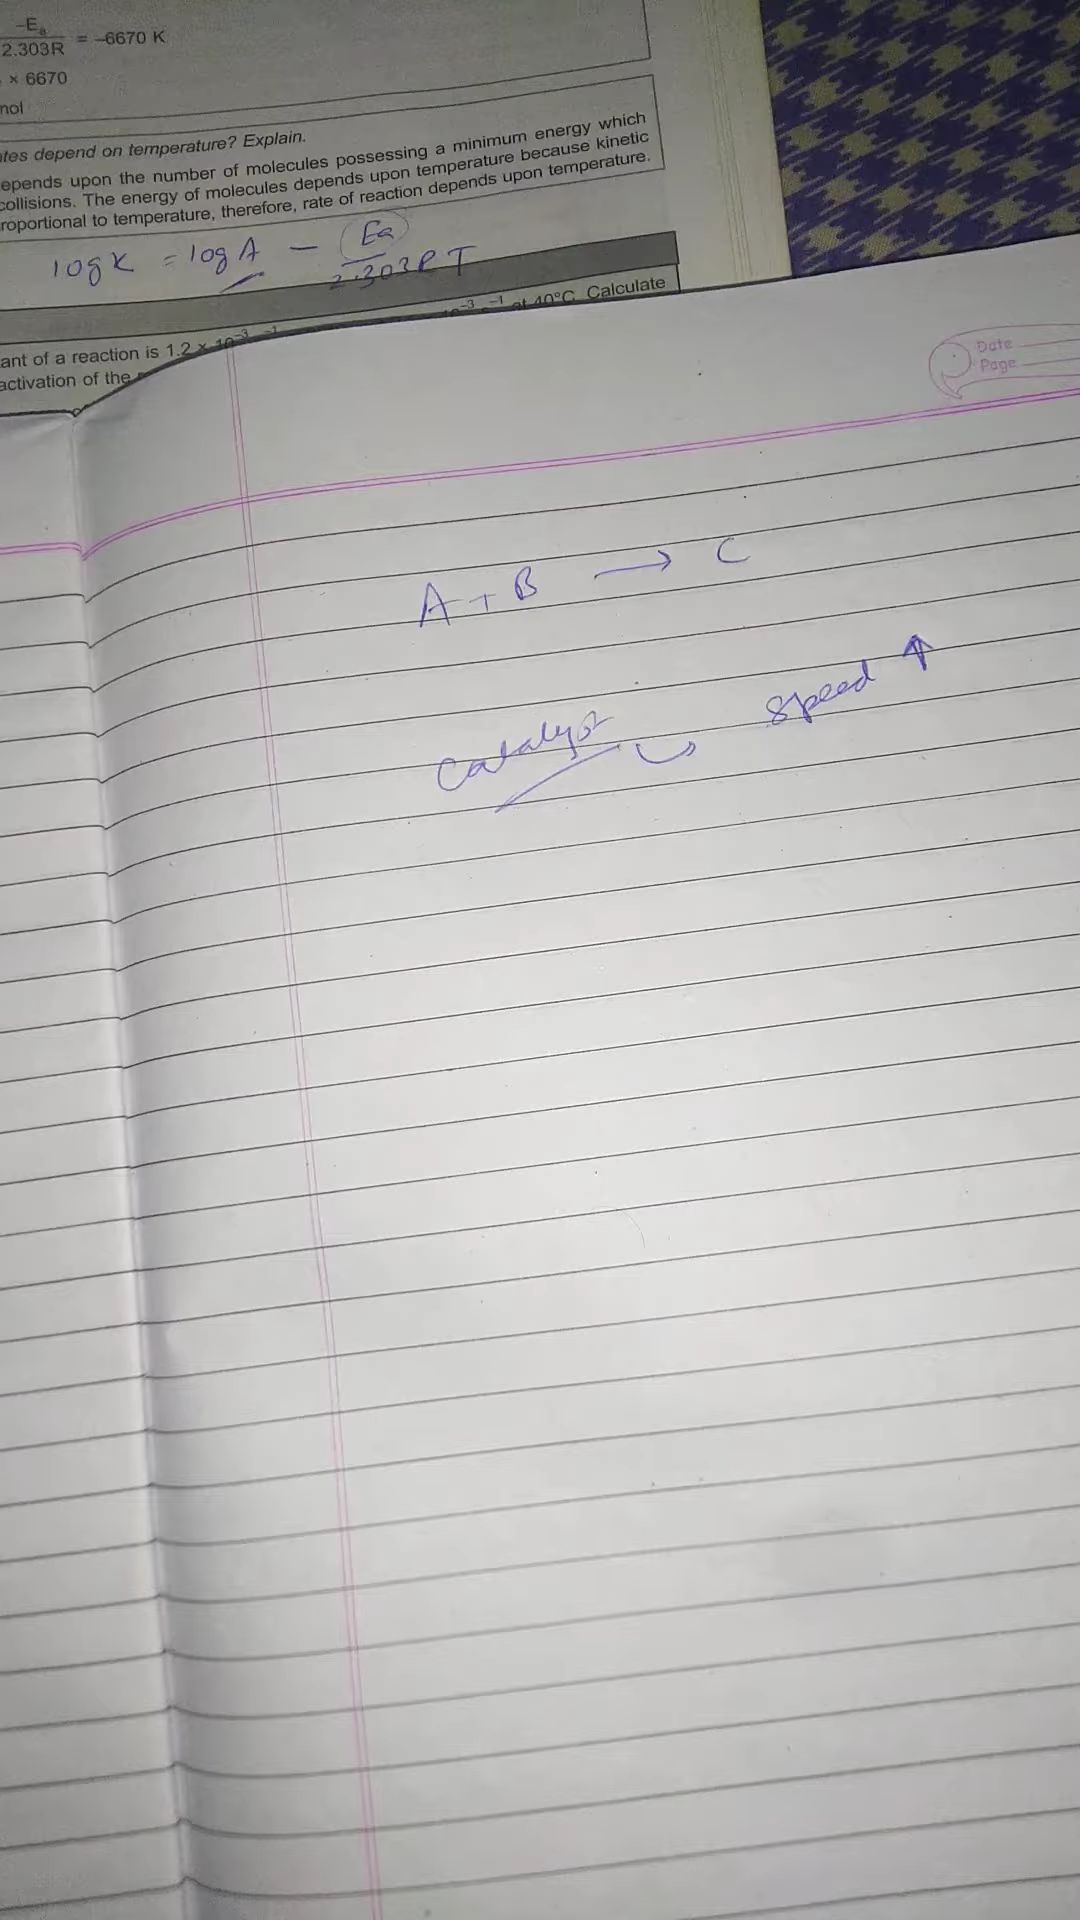 –Ea
2.303R = –6670 K
× 6670
nol
ites depend on temperature? Explain.
epends upon the number of molecules possessing a minimum energy which
collisions. The energy of molecules depends upon temperature because kinetic
roportional to temperature, therefore, rate of reaction depends upon temperature.
log K = log A – Ea
2.303RT
ant of a reaction is 1.2 × 10⁻³ s⁻¹ at 40°C. Calculate
activation of the
Date
Page
A + B → C
Catalyst
Speed ↑